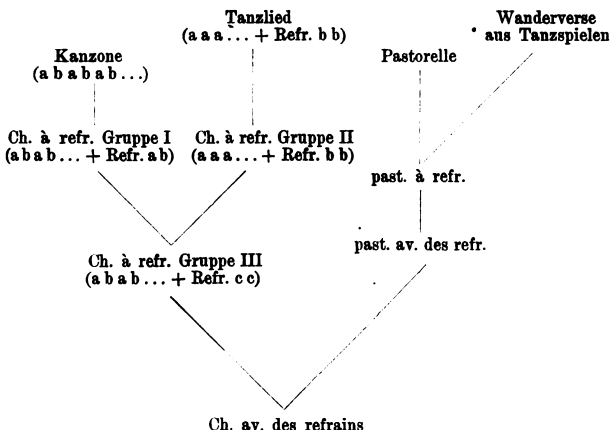 Tanzlied
(a a a ... + Refr. b b)
Wanderverse
aus Tanzspielen
Kanzone
(a b a b a b ...)
Pastorelle
Ch. à refr. Gruppe I
(a b a b ... + Refr. a b)
Ch. à refr. Gruppe II
(a a a ... + Refr. b b)
past. à refr.
past. av. des refr.
Ch. à refr. Gruppe III
(a b a b ... + Refr. c c)
Ch. av. des refrains